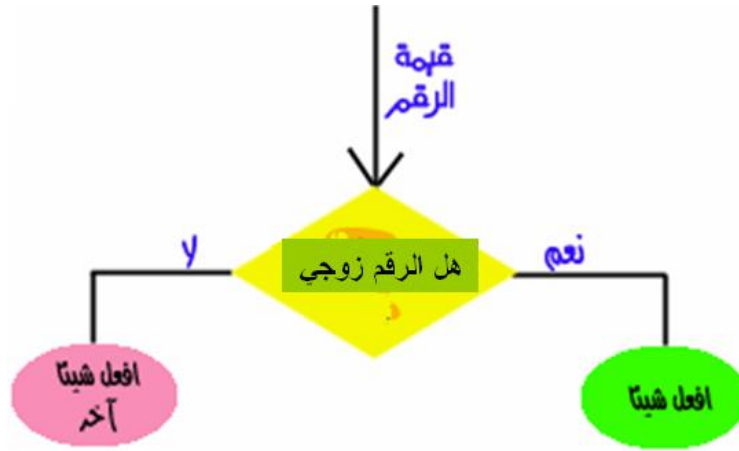 قيمة
الرقم
هل الرقم زوجي
نعم
لا
افعل شيئا
افعل شيئا
آخر